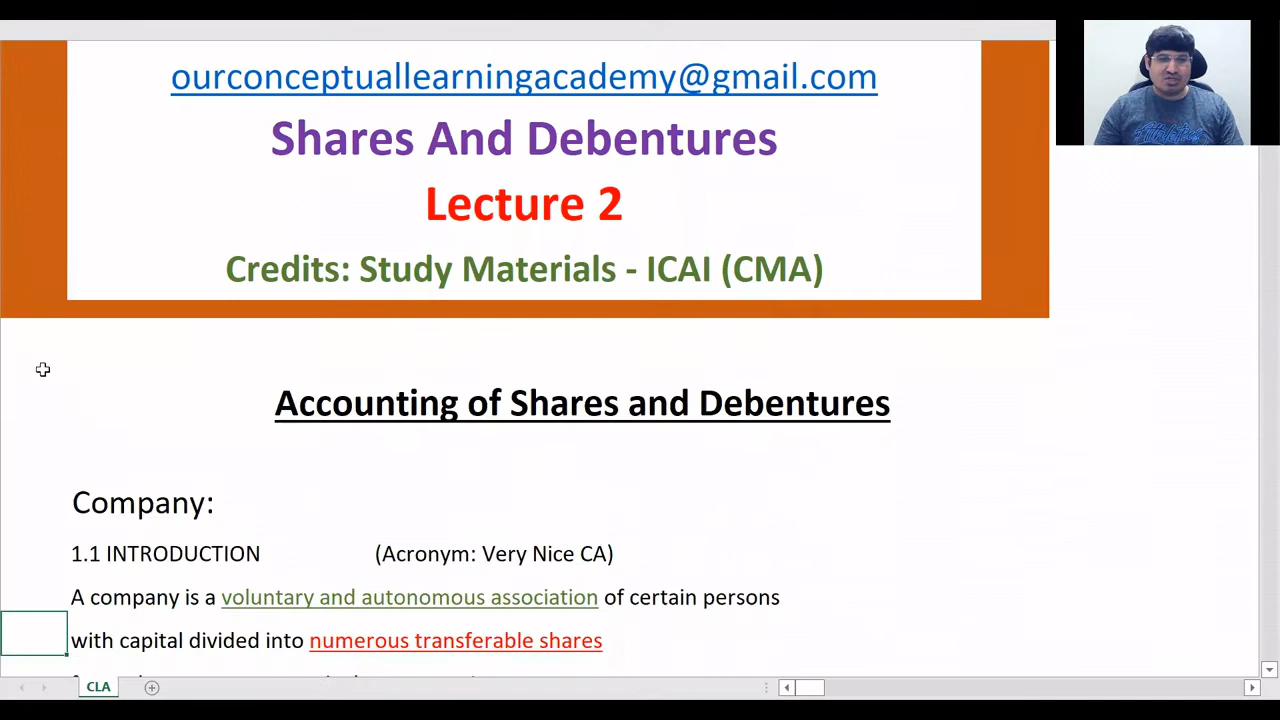 ourconceptuallearningacademy@gmail.com
Shares And Debentures
Lecture 2
Credits: Study Materials - ICAI (CMA)
Accounting of Shares and Debentures
Company:
1.1 INTRODUCTION (Acronym: Very Nice CA)
A company is a voluntary and autonomous association of certain persons
with capital divided into numerous transferable shares
CLA